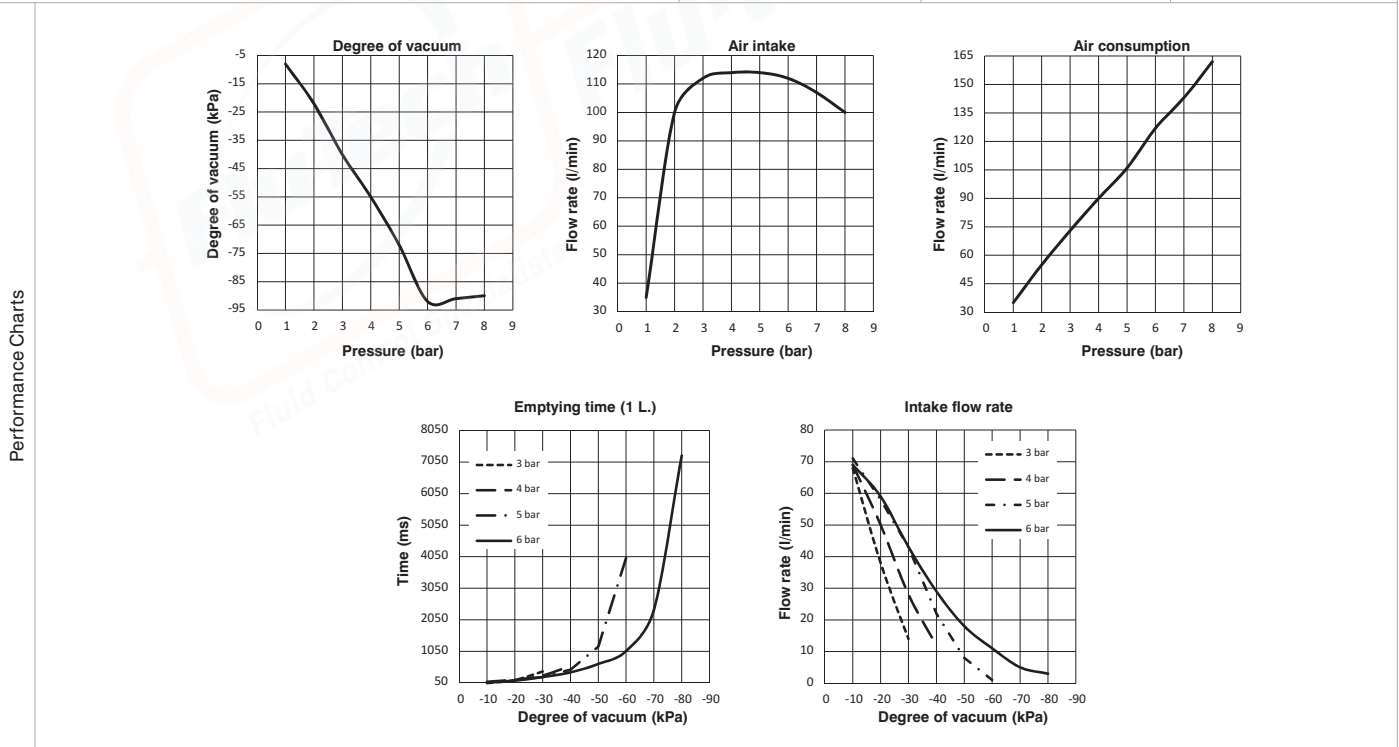 Performance Charts
Degree of vacuum
Degree of vacuum (kPa)
-5
-15
-25
-35
-45
-55
-65
-75
-85
-95
0 1 2 3 4 5 6 7 8 9
Pressure (bar)
Air intake
Flow rate (l/min)
120
110
100
90
80
70
60
50
40
30
0 1 2 3 4 5 6 7 8 9
Pressure (bar)
Air consumption
Flow rate (l/min)
165
150
135
120
105
90
75
60
45
30
0 1 2 3 4 5 6 7 8 9
Pressure (bar)
Emptying time (1 L.)
Time (ms)
8050
7050
6050
5050
4050
3050
2050
1050
50
3 bar
4 bar
5 bar
6 bar
0 -10 -20 -30 -40 -50 -60 -70 -80 -90
Degree of vacuum (kPa)
Intake flow rate
Flow rate (l/min)
80
70
60
50
40
30
20
10
0
3 bar
4 bar
5 bar
6 bar
0 -10 -20 -30 -40 -50 -60 -70 -80 -90
Degree of vacuum (kPa)